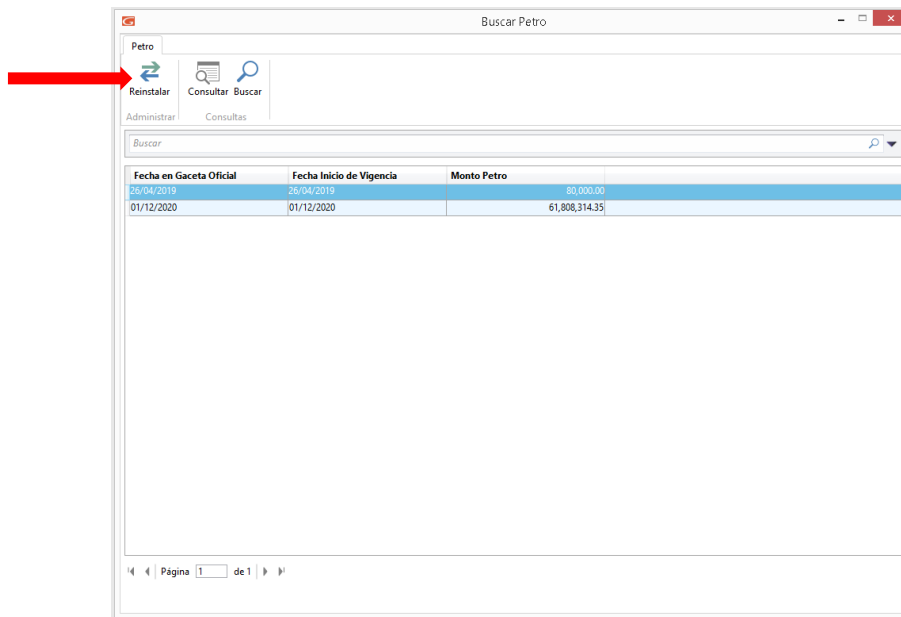 Buscar Petro
Petro
Reinstalar Consultar Buscar
Administrar Consultas
Buscar
Fecha en Gaceta Oficial Fecha Inicio de Vigencia Monto Petro
26/04/2019 26/04/2019 80,000.00
01/12/2020 01/12/2020 61,808,314.35
Página 1 de 1